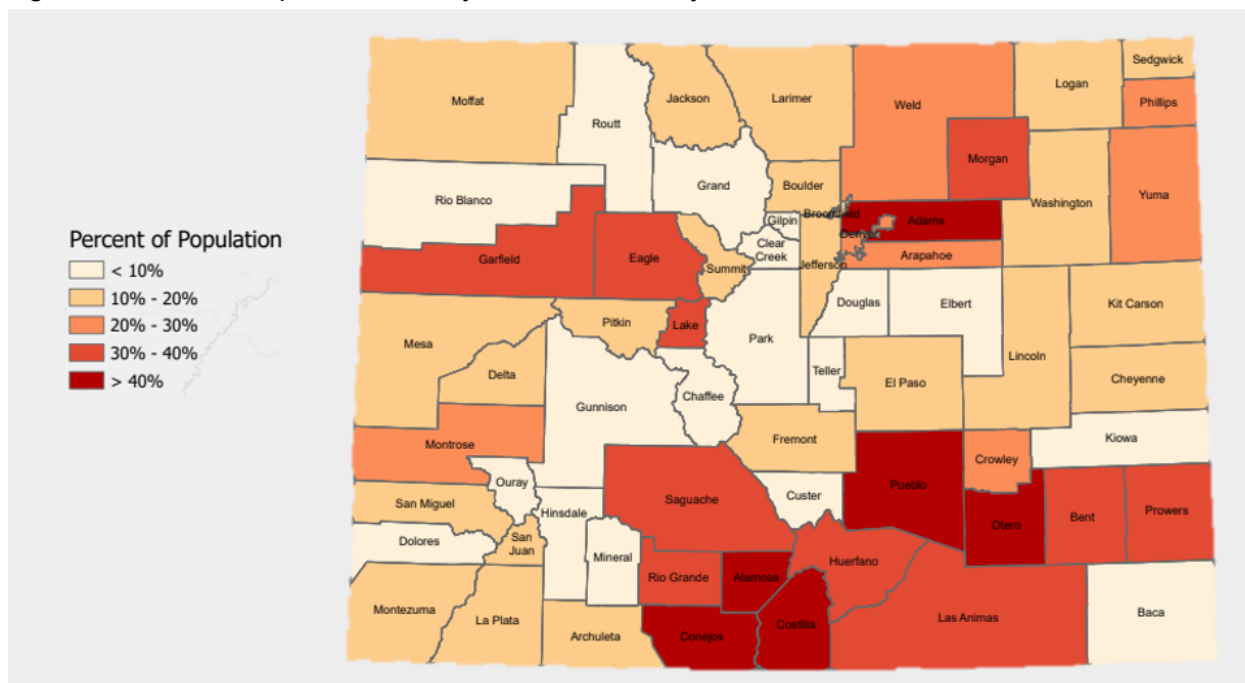 Sedgwick
Logan
Moffat
Jackson
Larimer
Weld
Phillips
Routt
Morgan
Grand
Boulder
Yuma
Rio Blanco
Washington
Broomfield
Gilpin
Adams
Percent of Population
Denver
Clear
Creek
Arapahoe
Garfield
Eagle
Summit
Jefferson
< 10%
10% - 20%
20% - 30%
30% - 40%
> 40%
Douglas
Elbert
Kit Carson
Pitkin
Lake
Park
Mesa
Lincoln
Delta
Teller
El Paso
Cheyenne
Chaffee
Gunnison
Fremont
Kiowa
Montrose
Crowley
Ouray
Pueblo
Custer
Saguache
San Miguel
Hinsdale
Otero
Bent
Prowers
Dolores
San
Juan
Mineral
Huerfano
Rio Grande
Alamosa
Montezuma
La Plata
Archuleta
Conejos
Costilla
Las Animas
Baca